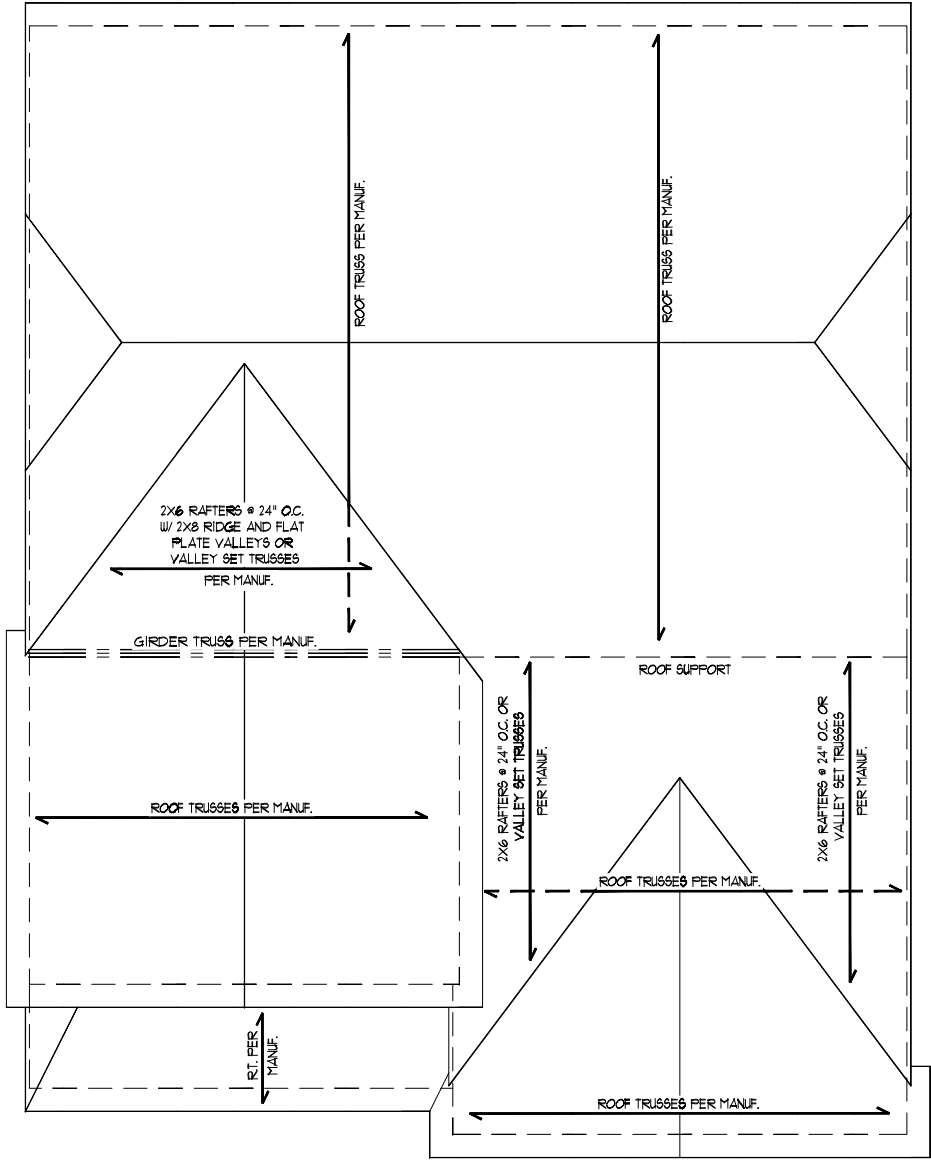 ROOF TRUSS PER MANUF.
ROOF TRUSS PER MANUF.
2X6 RAFTERS @ 24" O.C.
W/ 2X8 RIDGE AND FLAT
PLATE VALLEYS OR
VALLEY SET TRUSSES
PER MANUF.
GIRDER TRUSS PER MANUF.
ROOF SUPPORT
2X6 RAFTERS @ 24" O.C. OR
VALLEY SET TRUSSES
PER MANUF.
2X6 RAFTERS @ 24" O.C. OR
VALLEY SET TRUSSES
PER MANUF.
ROOF TRUSSES PER MANUF.
ROOF TRUSSES PER MANUF.
R.T. PER
MANUF.
ROOF TRUSSES PER MANUF.